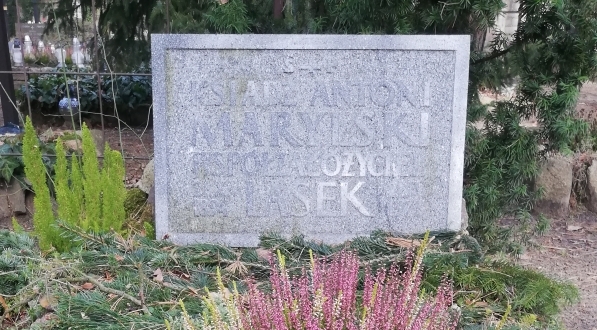 Ś.P.
KSIĄDZ ANTONI
MARYLSKI
WSPÓŁZAŁOŻYCIEL
LASEK